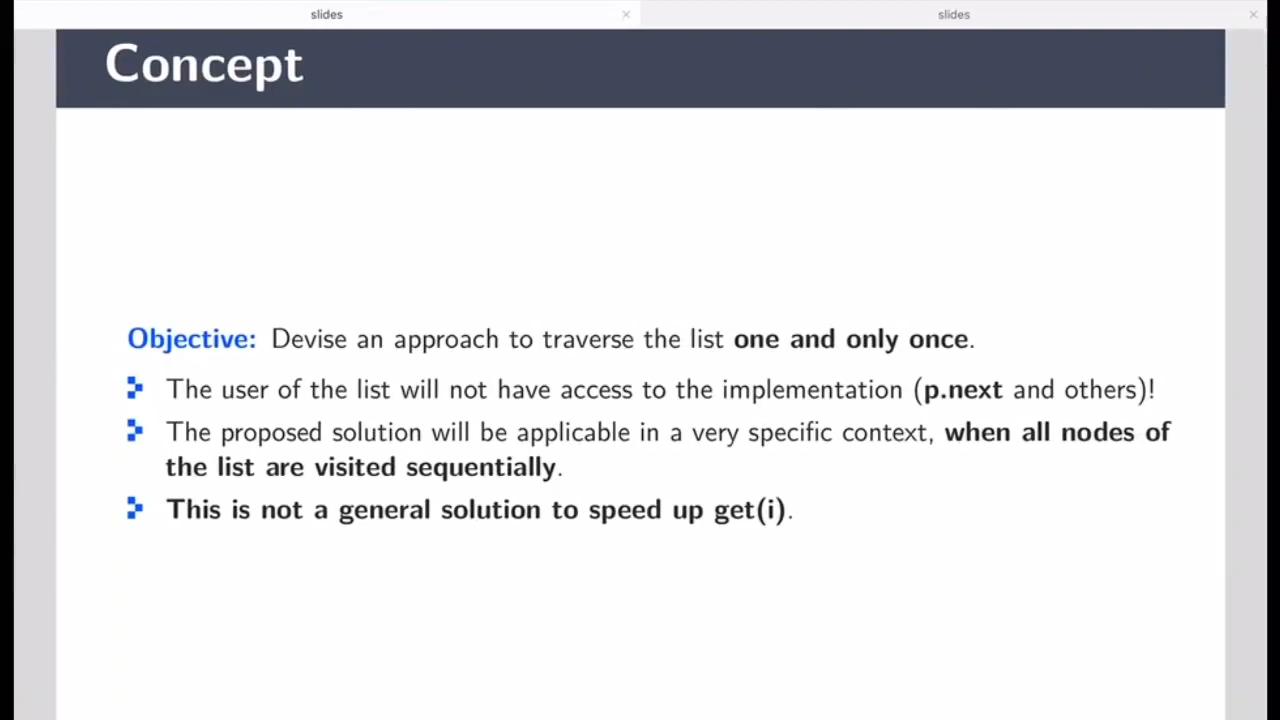 slides × slides ×
Concept
Objective: Devise an approach to traverse the list one and only once.
The user of the list will not have access to the implementation (p.next and others)!
The proposed solution will be applicable in a very specific context, when all nodes of
the list are visited sequentially.
This is not a general solution to speed up get(i).